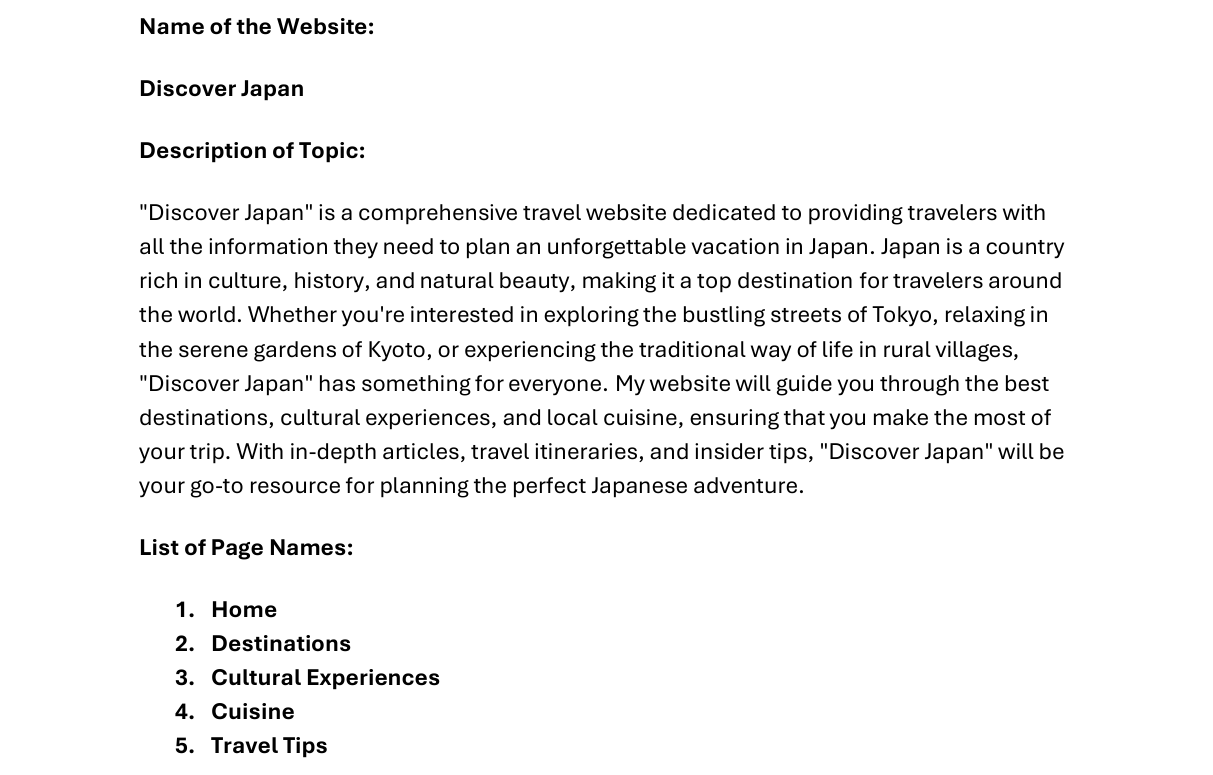 Name of the Website:
Discover Japan
Description of Topic:
"Discover Japan" is a comprehensive travel website dedicated to providing travelers with
all the information they need to plan an unforgettable vacation in Japan. Japan is a country
rich in culture, history, and natural beauty, making it a top destination for travelers around
the world. Whether you're interested in exploring the bustling streets of Tokyo, relaxing in
the serene gardens of Kyoto, or experiencing the traditional way of life in rural villages,
"Discover Japan" has something for everyone. My website will guide you through the best
destinations, cultural experiences, and local cuisine, ensuring that you make the most of
your trip. With in-depth articles, travel itineraries, and insider tips, "Discover Japan" will be
your go-to resource for planning the perfect Japanese adventure.
List of Page Names:
1. Home
2. Destinations
3. Cultural Experiences
4. Cuisine
5. Travel Tips